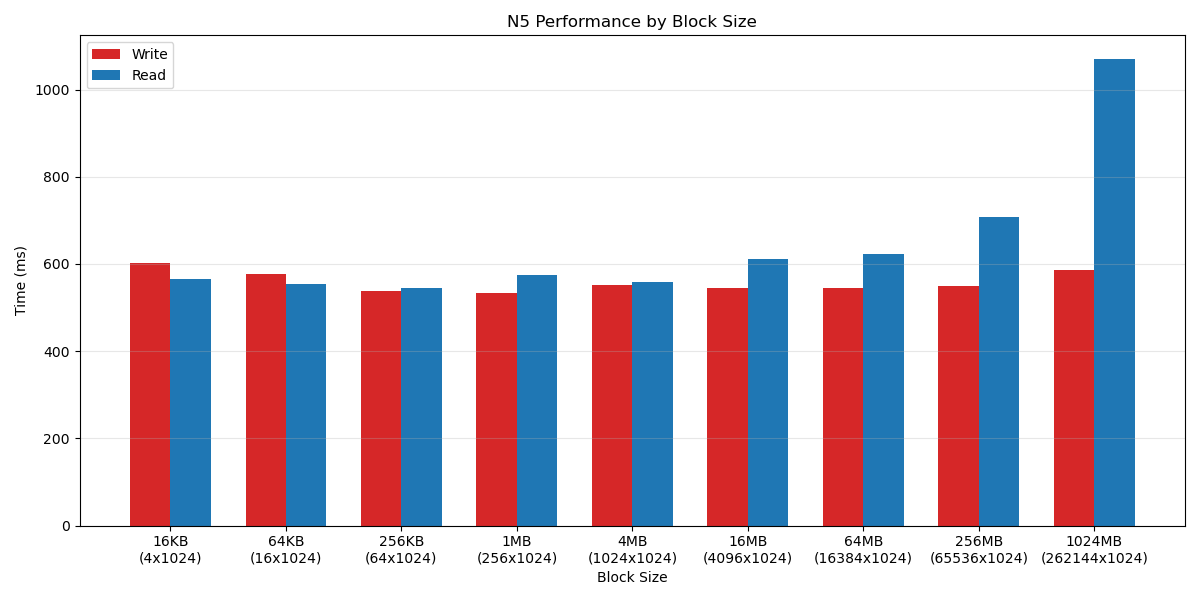 N5 Performance by Block Size
Write
Read
Time (ms)
1000
800
600
400
200
0
16KB
(4x1024)
64KB
(16x1024)
256KB
(64x1024)
1MB
(256x1024)
4MB
(1024x1024)
16MB
(4096x1024)
64MB
(16384x1024)
256MB
(65536x1024)
1024MB
(262144x1024)
Block Size